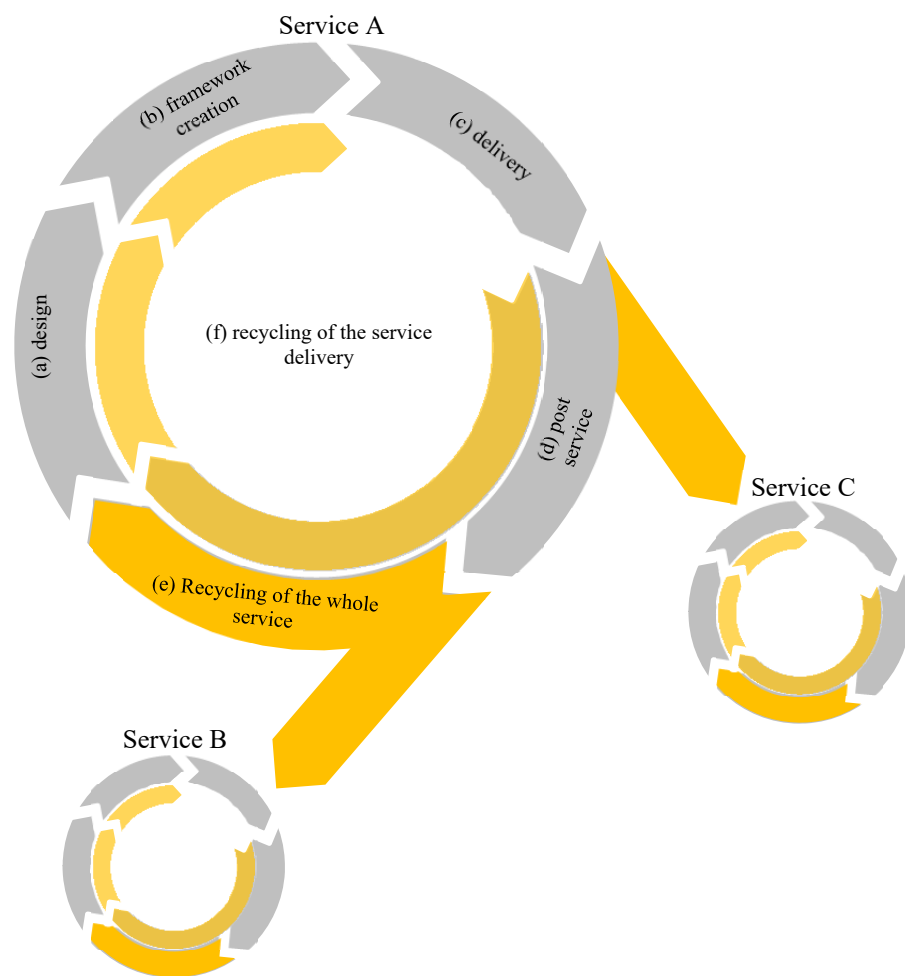 Service A
(b) framework
creation
(c) delivery
(a) design
(f) recycling of the service
delivery
(d) post
service
Service C
(e) Recycling of the whole
service
Service B